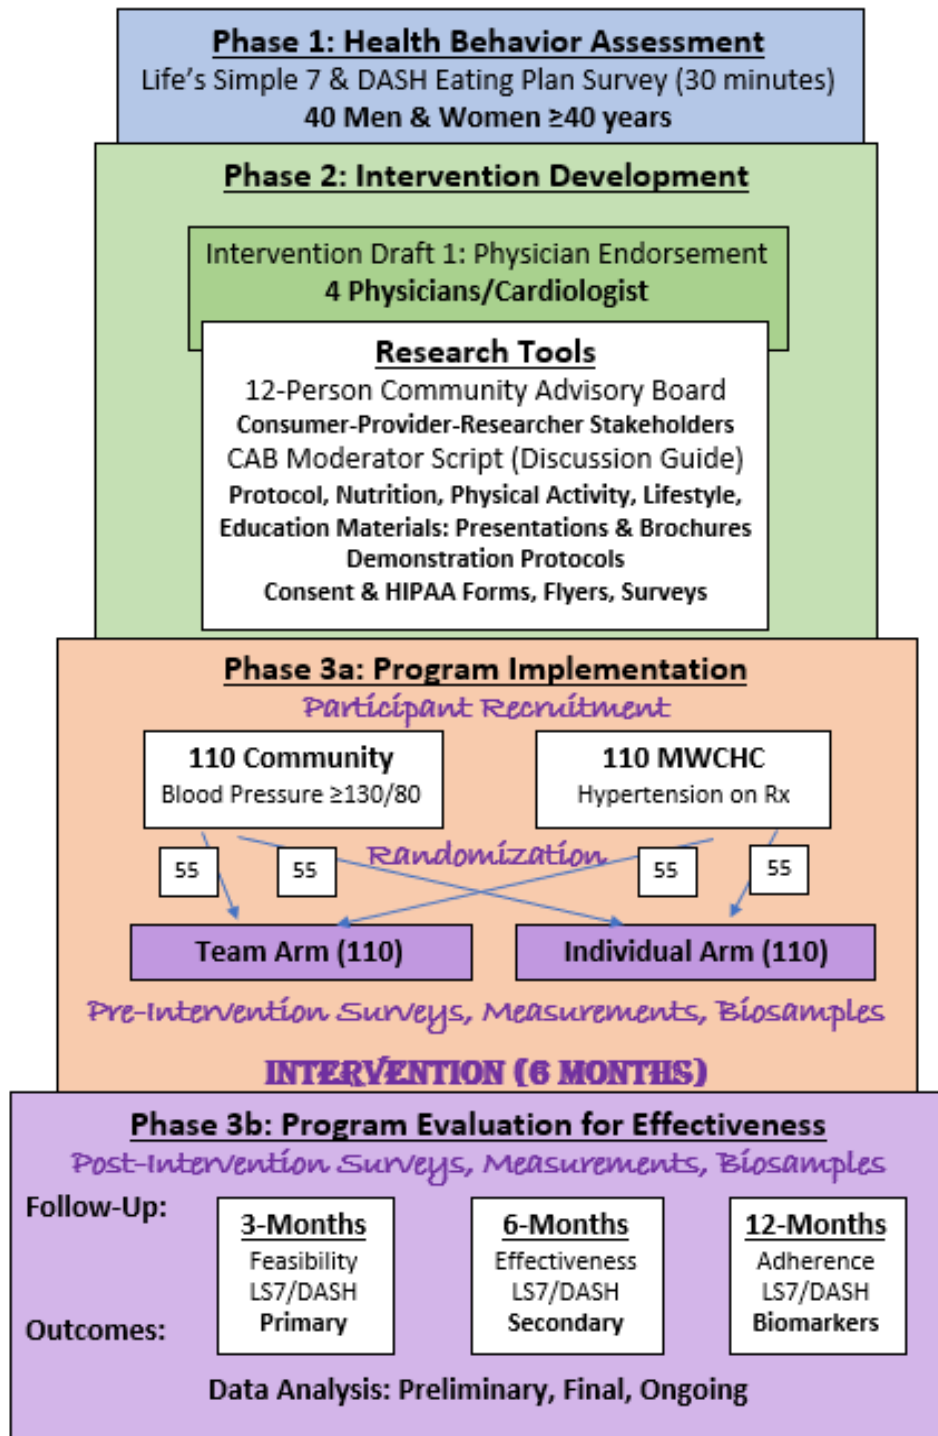 Phase 1: Health Behavior Assessment
Life's Simple 7 & DASH Eating Plan Survey (30 minutes)
40 Men & Women ≥40 years
Phase 2: Intervention Development
Intervention Draft 1: Physician Endorsement
4 Physicians/Cardiologist
Research Tools
12-Person Community Advisory Board
Consumer-Provider-Researcher Stakeholders
CAB Moderator Script (Discussion Guide)
Protocol, Nutrition, Physical Activity, Lifestyle,
Education Materials: Presentations & Brochures
Demonstration Protocols
Consent & HIPAA Forms, Flyers, Surveys
Phase 3a: Program Implementation
Participant Recruitment
110 Community
Blood Pressure ≥130/80
110 MWCHC
Hypertension on Rx
Randomization
55
55
55
55
Team Arm (110)
Individual Arm (110)
Pre-Intervention Surveys, Measurements, Biosamples
INTERVENTION (6 MONTHS)
Phase 3b: Program Evaluation for Effectiveness
Post-Intervention Surveys, Measurements, Biosamples
Follow-Up:
3-Months
Feasibility
LS7/DASH
Primary
6-Months
Effectiveness
LS7/DASH
Secondary
12-Months
Adherence
LS7/DASH
Biomarkers
Outcomes:
Data Analysis: Preliminary, Final, Ongoing